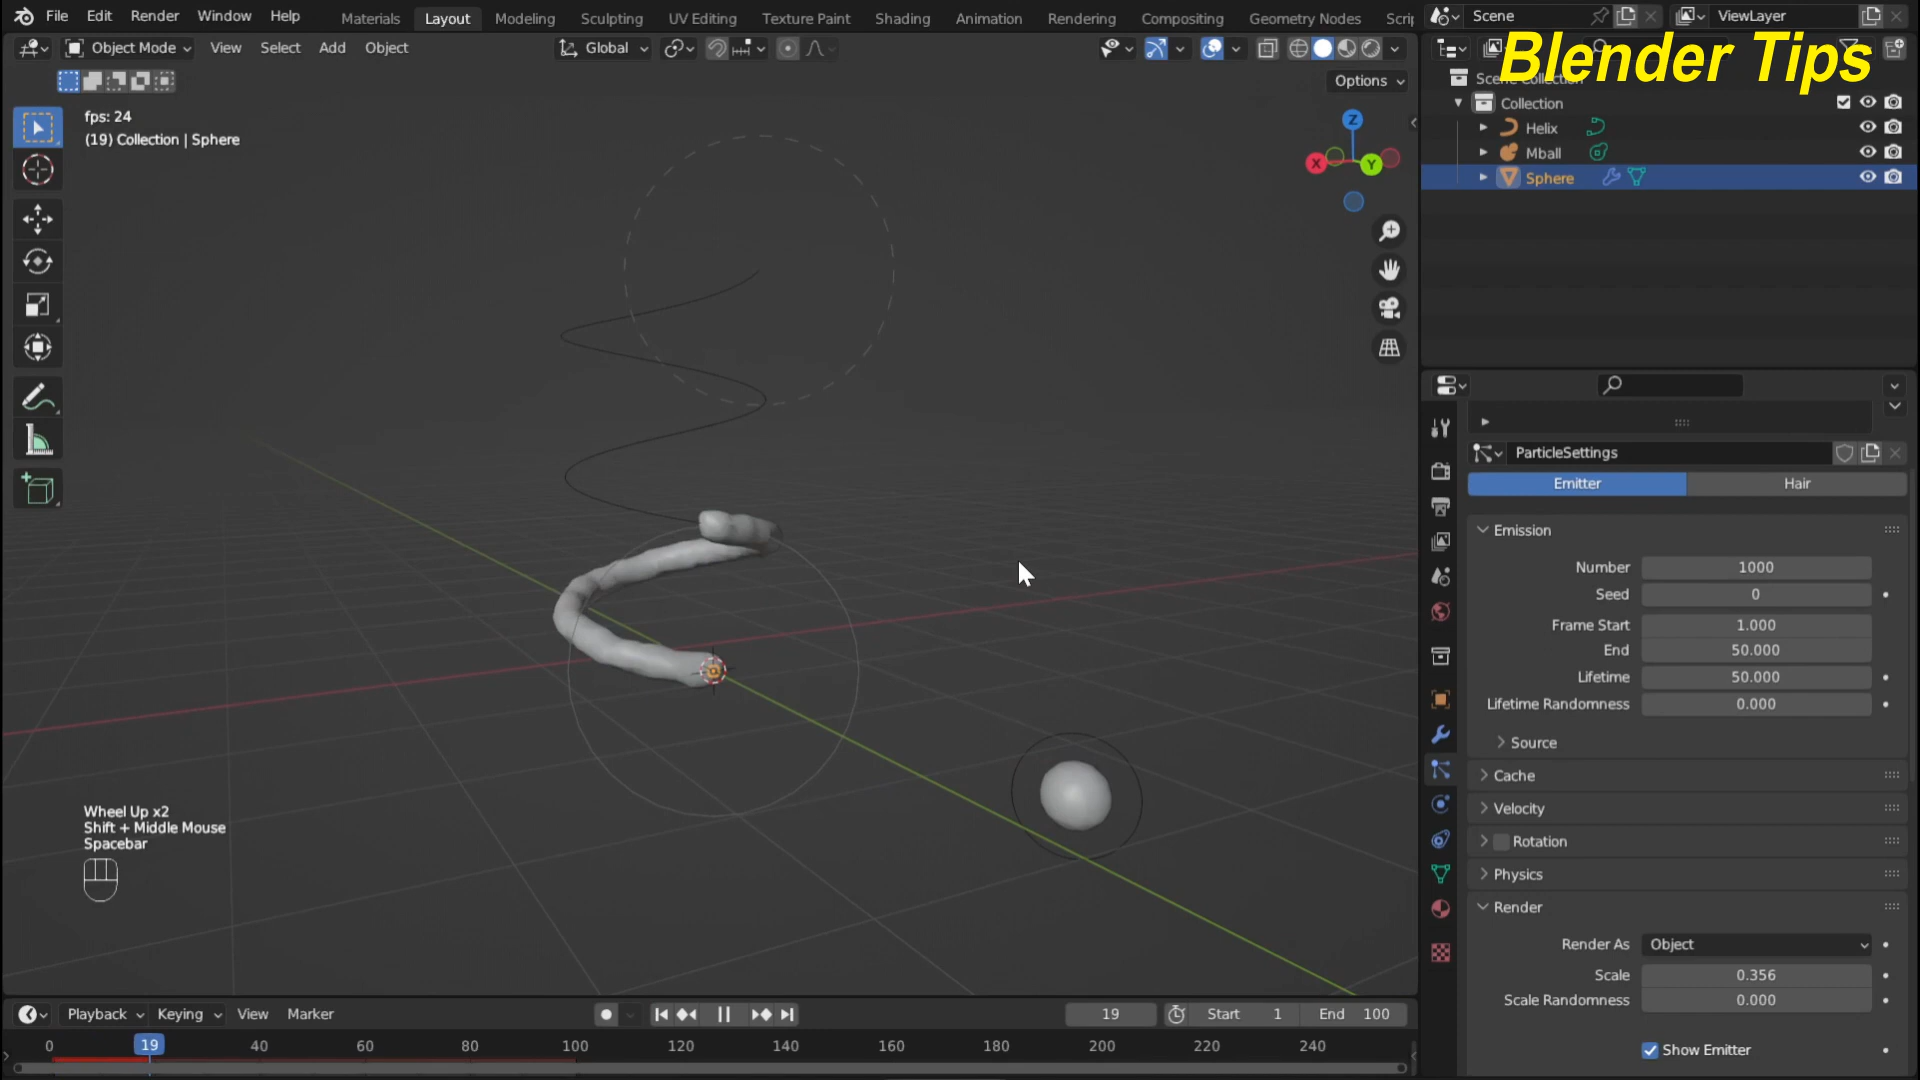 File Edit Render Window Help Materials Layout Modeling Sculpting UV Editing Texture Paint Shading Animation Rendering Compositing Geometry Nodes Scrip Scene ViewLayer
Object Mode View Select Add Object Global
Blender Tips
Options
Scene Collection
Collection
Helix
Mball
Sphere
fps: 24
(19) Collection | Sphere
Z
X
Y
ParticleSettings
Emitter Hair
Emission
Number 1000
Seed 0
Frame Start 1.000
End 50.000
Lifetime 50.000
Lifetime Randomness 0.000
Source
Cache
Velocity
Rotation
Physics
Render
Render As Object
Scale 0.356
Scale Randomness 0.000
Show Emitter
Wheel Up x2
Shift + Middle Mouse
Spacebar
Playback Keying View Marker 19 Start 1 End 100
0 19 40 60 80 100 120 140 160 180 200 220 240